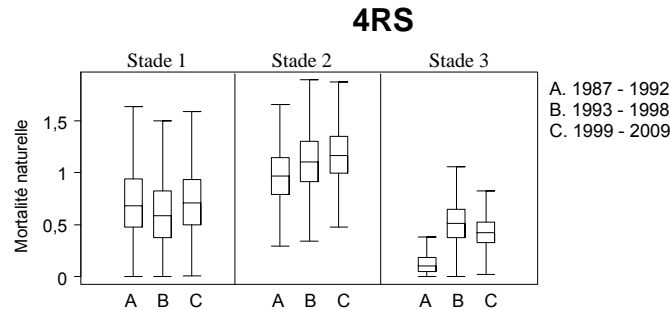 4RS
Stade 1 Stade 2 Stade 3
A. 1987 - 1992
B. 1993 - 1998
C. 1999 - 2009
Mortalité naturelle
1,5
1
0,5
0
A B C A B C A B C